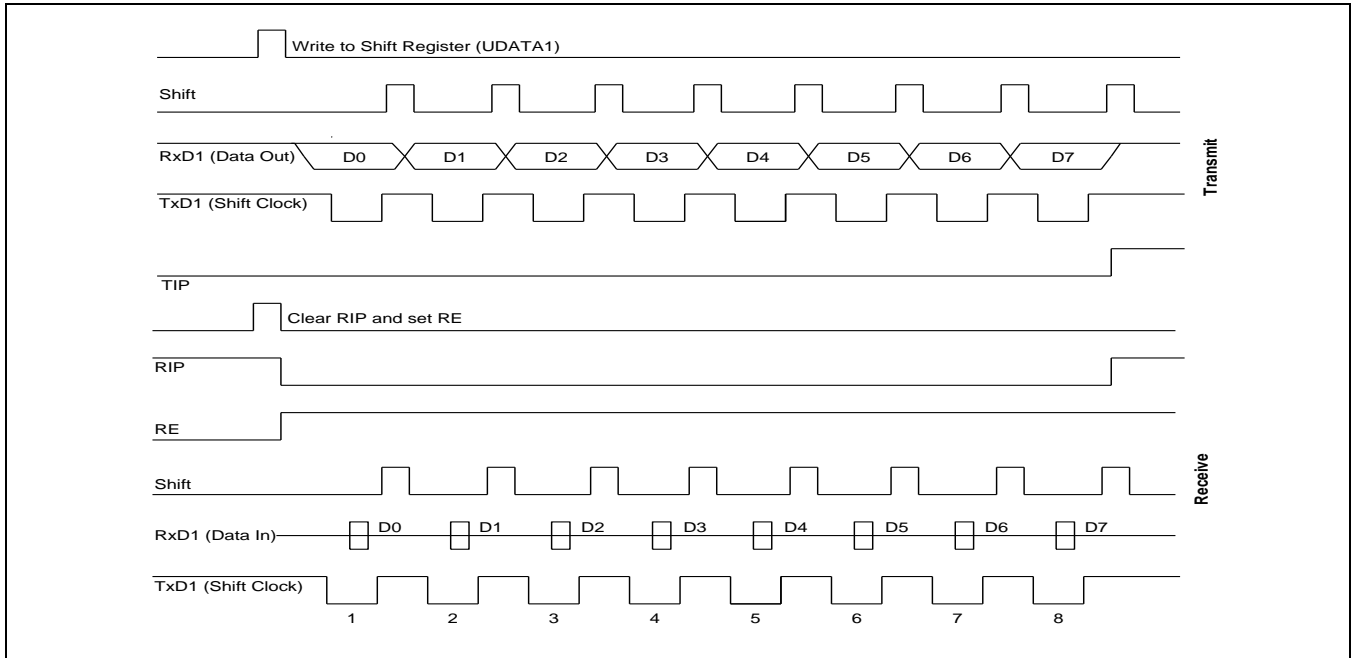 Write to Shift Register (UDATA1)
Shift
RxD1 (Data Out) D0 D1 D2 D3 D4 D5 D6 D7
TxD1 (Shift Clock)
TIP
Transmit
Clear RIP and set RE
RIP
RE
Shift
RxD1 (Data In) D0 D1 D2 D3 D4 D5 D6 D7
TxD1 (Shift Clock)
1 2 3 4 5 6 7 8
Receive